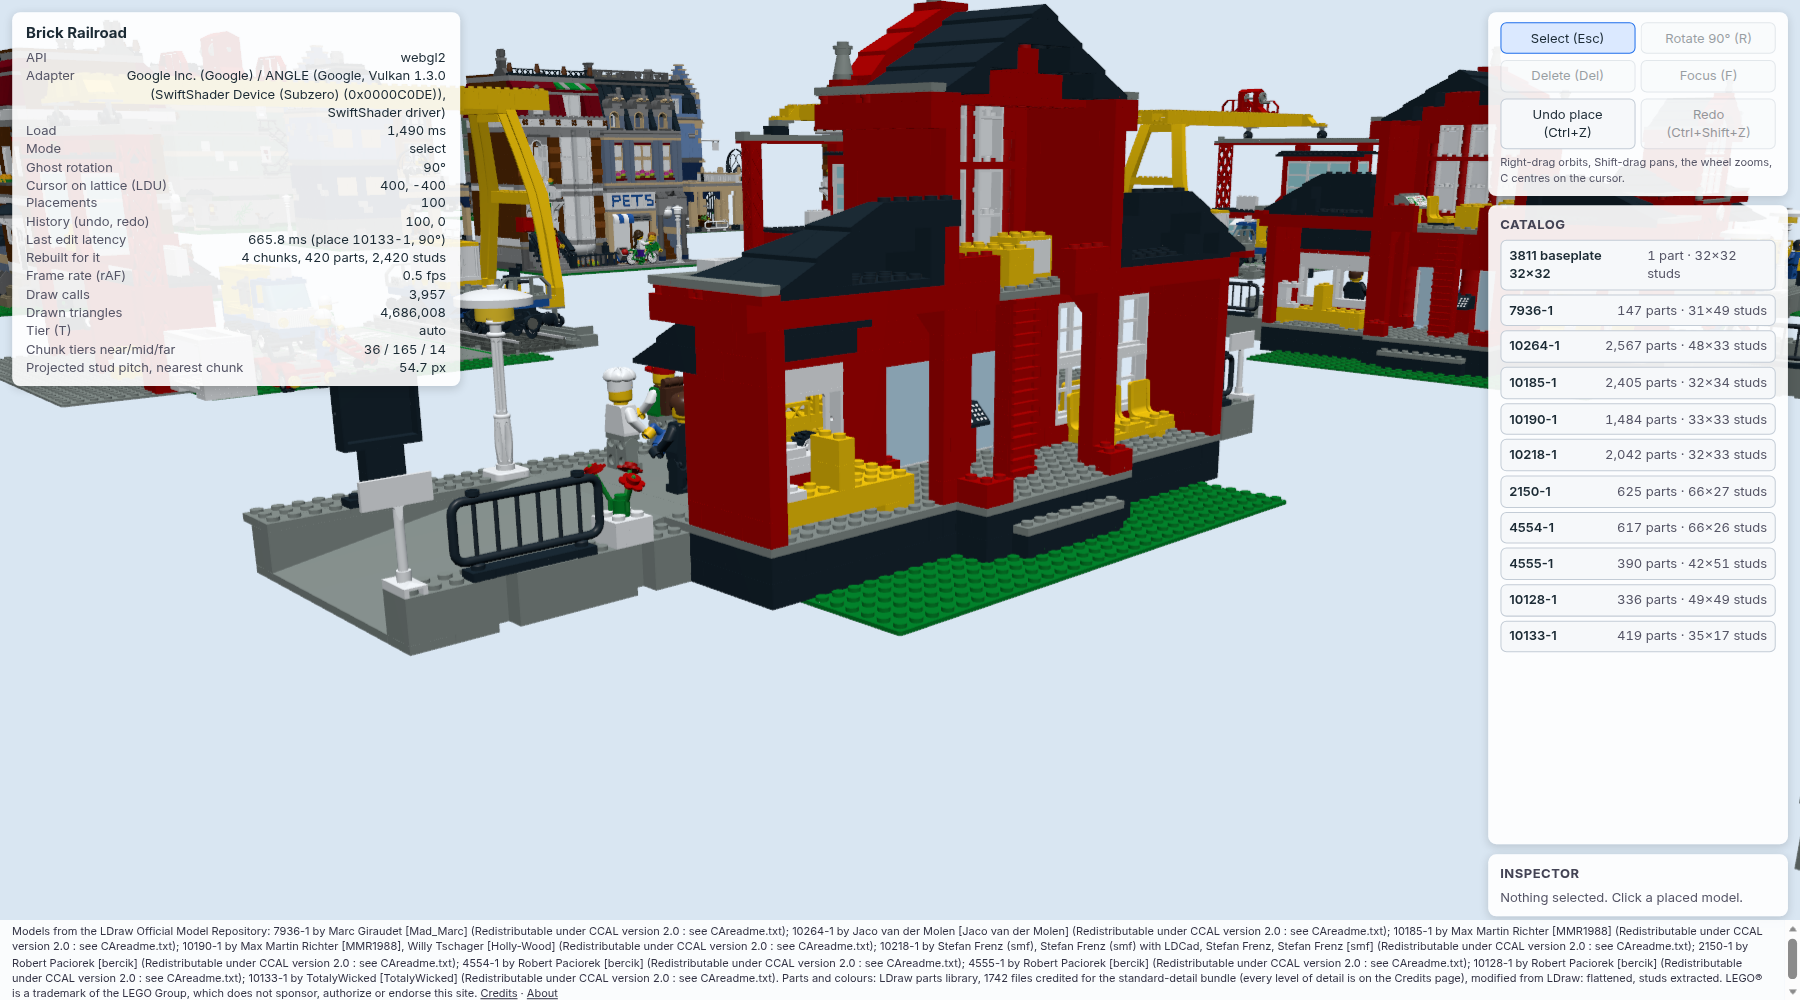 Brick Railroad
API webgl2
Adapter Google Inc. (Google) / ANGLE (Google, Vulkan 1.3.0
(SwiftShader Device (Subzero) (0x0000C0DE)),
SwiftShader driver)
Load 1,490 ms
Mode select
Ghost rotation 90°
Cursor on lattice (LDU) 400, -400
Placements 100
History (undo, redo) 100, 0
Last edit latency 665.8 ms (place 10133-1, 90°)
Rebuilt for it 4 chunks, 420 parts, 2,420 studs
Frame rate (rAF) 0.5 fps
Draw calls 3,957
Drawn triangles 4,686,008
Tier (T) auto
Chunk tiers near/mid/far 36 / 165 / 14
Projected stud pitch, nearest chunk 54.7 px
PETS
Select (Esc) Rotate 90° (R)
Delete (Del) Focus (F)
Undo place
(Ctrl+Z)
Redo
(Ctrl+Shift+Z)
Right-drag orbits, Shift-drag pans, the wheel zooms,
C centres on the cursor.
CATALOG
3811 baseplate
32×32
1 part · 32×32
studs
7936-1 147 parts · 31×49 studs
10264-1 2,567 parts · 48×33 studs
10185-1 2,405 parts · 32×34 studs
10190-1 1,484 parts · 33×33 studs
10218-1 2,042 parts · 32×33 studs
2150-1 625 parts · 66×27 studs
4554-1 617 parts · 66×26 studs
4555-1 390 parts · 42×51 studs
10128-1 336 parts · 49×49 studs
10133-1 419 parts · 35×17 studs
INSPECTOR
Nothing selected. Click a placed model.
Models from the LDraw Official Model Repository: 7936-1 by Marc Giraudet [Mad_Marc] (Redistributable under CCAL version 2.0 : see CAreadme.txt); 10264-1 by Jaco van der Molen [Jaco van der Molen] (Redistributable under CCAL version 2.0 : see CAreadme.txt); 10185-1 by Max Martin Richter [MMR1988] (Redistributable under CCAL
version 2.0 : see CAreadme.txt); 10190-1 by Max Martin Richter [MMR1988], Willy Tschager [Holly-Wood] (Redistributable under CCAL version 2.0 : see CAreadme.txt); 10218-1 by Stefan Frenz (smf), Stefan Frenz (smf) with LDCad, Stefan Frenz, Stefan Frenz [smf] (Redistributable under CCAL version 2.0 : see CAreadme.txt); 2150-1 by
Robert Paciorek [bercik] (Redistributable under CCAL version 2.0 : see CAreadme.txt); 4554-1 by Robert Paciorek [bercik] (Redistributable under CCAL version 2.0 : see CAreadme.txt); 4555-1 by Robert Paciorek [bercik] (Redistributable under CCAL version 2.0 : see CAreadme.txt); 10128-1 by Robert Paciorek [bercik] (Redistributable
under CCAL version 2.0 : see CAreadme.txt); 10133-1 by TotalyWicked [TotalyWicked] (Redistributable under CCAL version 2.0 : see CAreadme.txt). Parts and colours: LDraw parts library, 1742 files credited for the standard-detail bundle (every level of detail is on the Credits page), modified from LDraw: flattened, studs extracted. LEGO®
is a trademark of the LEGO Group, which does not sponsor, authorize or endorse this site. Credits · About